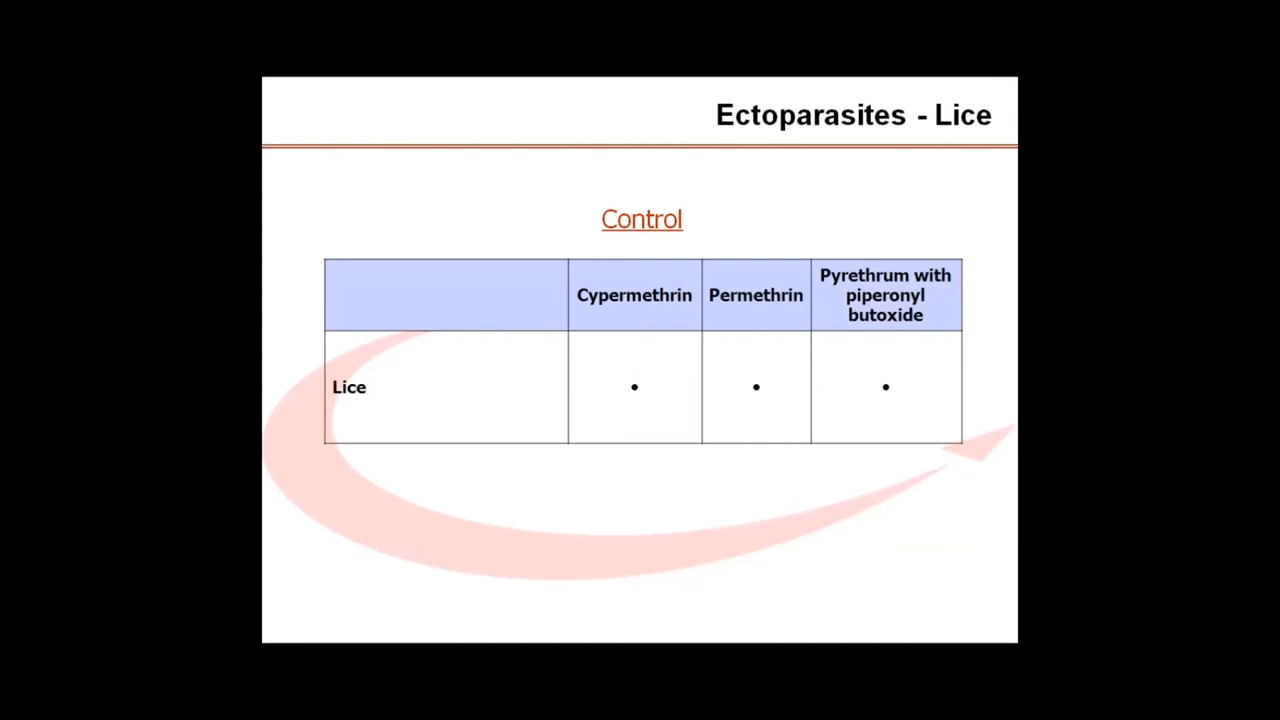 Ectoparasites - Lice
Control
Cypermethrin
Permethrin
Pyrethrum with
piperonyl
butoxide
Lice
• • •